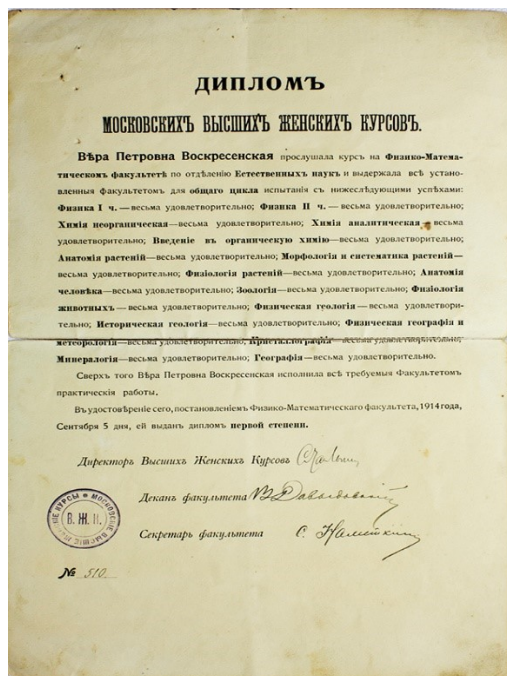 ДИПЛОМЪ
МОСКОВСКИХЪ ВЫСШИХЪ ЖЕНСКИХЪ КУРСОВЪ.
Вѣра Петровна Воскресенская прослушала курсъ на Физико-Матема-
тическомъ факультетѣ по отдѣленію Естественныхъ наукъ и выдержала всѣ устано-
вленныя факультетомъ для общаго цикла испытанія съ нижеслѣдующими успѣхами:
Физика I ч.—весьма удовлетворительно; Физика II ч.—весьма удовлетворительно;
Химія неорганическая—весьма удовлетворительно; Химія аналитическая—весьма
удовлетворительно; Введеніе въ органическую химію—весьма удовлетворительно;
Анатомія растеній—весьма удовлетворительно; Морфологія и систематика растеній—
весьма удовлетворительно; Физіологія растеній—весьма удовлетворительно; Анатомія
человѣка—весьма удовлетворительно; Зоологія—весьма удовлетворительно; Физіологія
животныхъ—весьма удовлетворительно; Физическая геологія—весьма удовлетвори-
тельно; Историческая геологія—весьма удовлетворительно; Физическая географія и
метеорологія—весьма удовлетворительно; Кристаллографія—весьма удовлетворительно;
Минералогія—весьма удовлетворительно; Географія—весьма удовлетворительно.
Сверхъ того Вѣра Петровна Воскресенская исполнила всѣ требуемыя Факультетомъ
практическія работы.
Въ удостовѣреніе сего, постановленіемъ Физико-Математическаго факультета, 1914 года,
Сентября 5 дня, ей выданъ дипломъ первой степени.
Директоръ Высшихъ Женскихъ Курсовъ
Деканъ факультета В Давыдовский
Секретарь факультета С. Наметкин
МОСКОВСКІЕ ВЫСШІЕ ЖЕНСКІЕ КУРСЫ
В. Ж. К.
№ 510